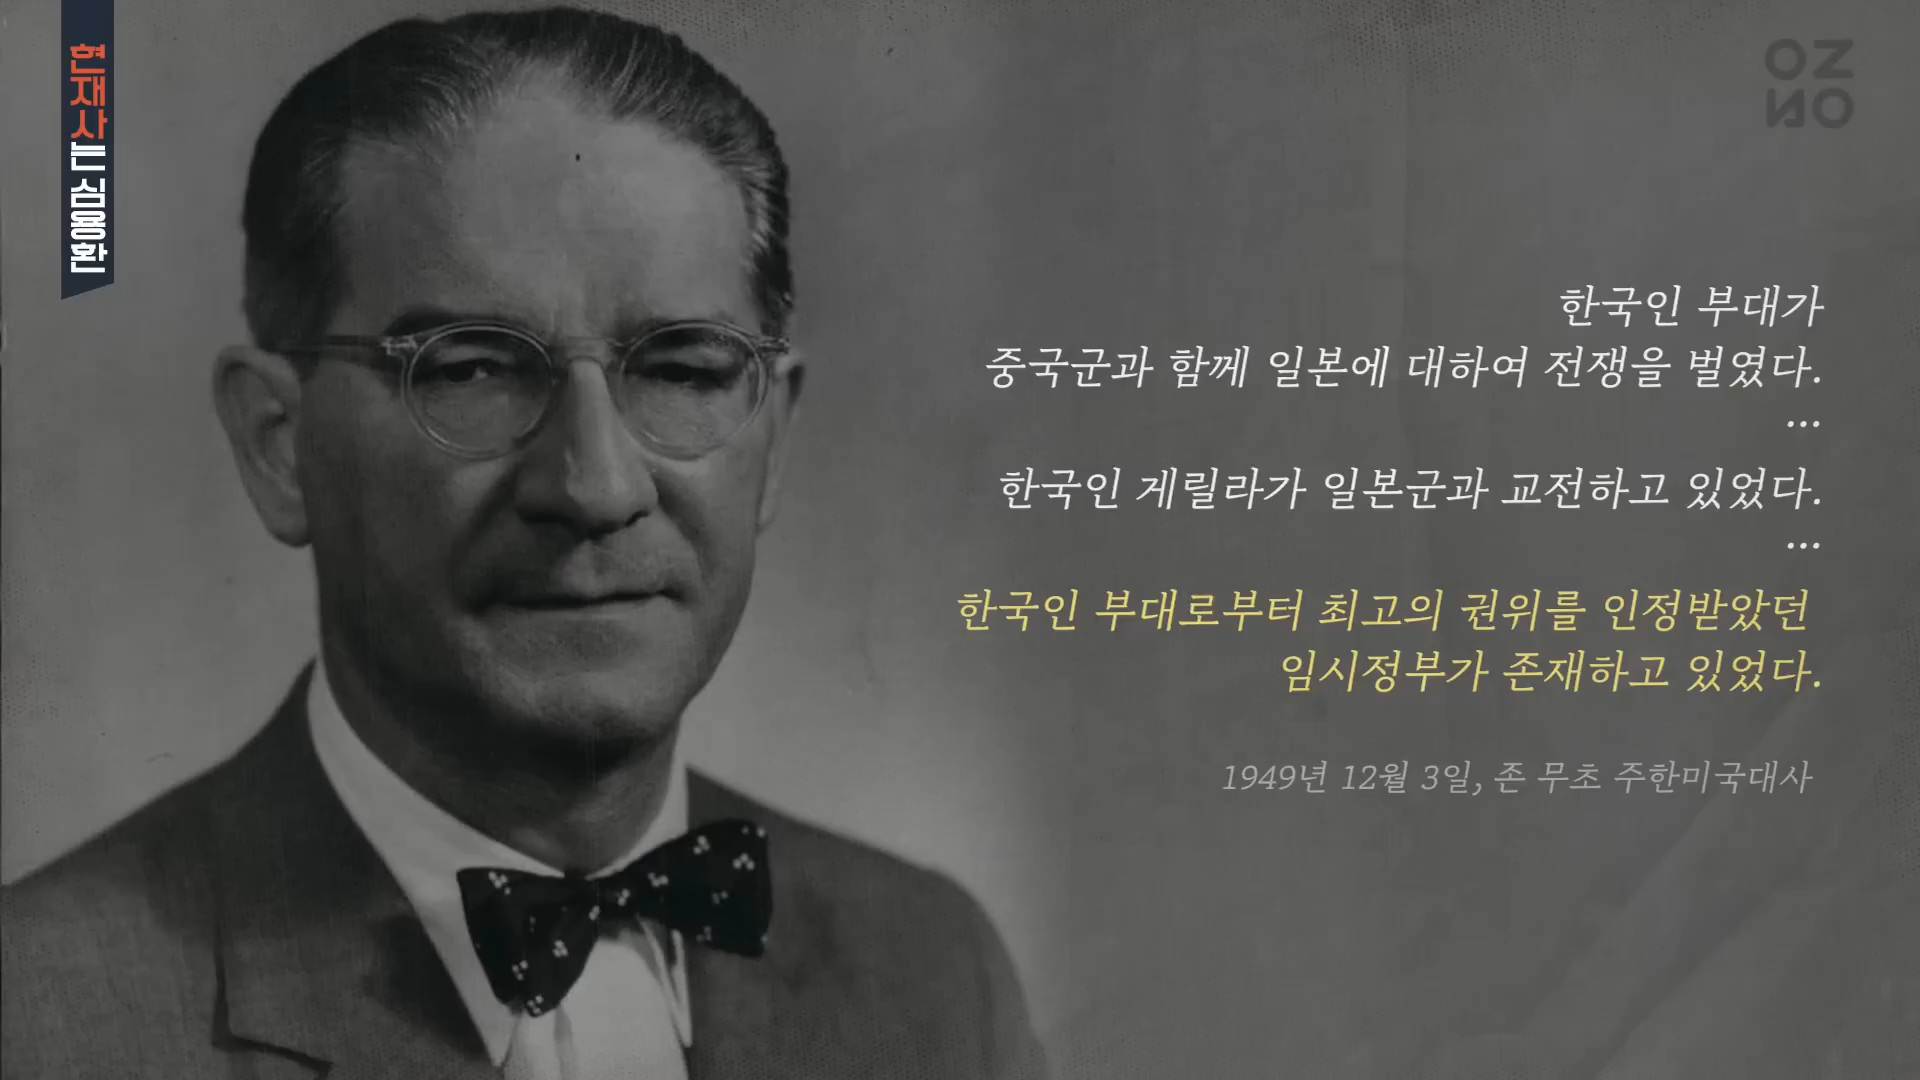 현재사는 심용환
OZ
NO
한국인 부대가
중국군과 함께 일본에 대하여 전쟁을 벌였다.
...
한국인 게릴라가 일본군과 교전하고 있었다.
...
한국인 부대로부터 최고의 권위를 인정받았던
임시정부가 존재하고 있었다.
1949년 12월 3일, 존 무초 주한미국대사